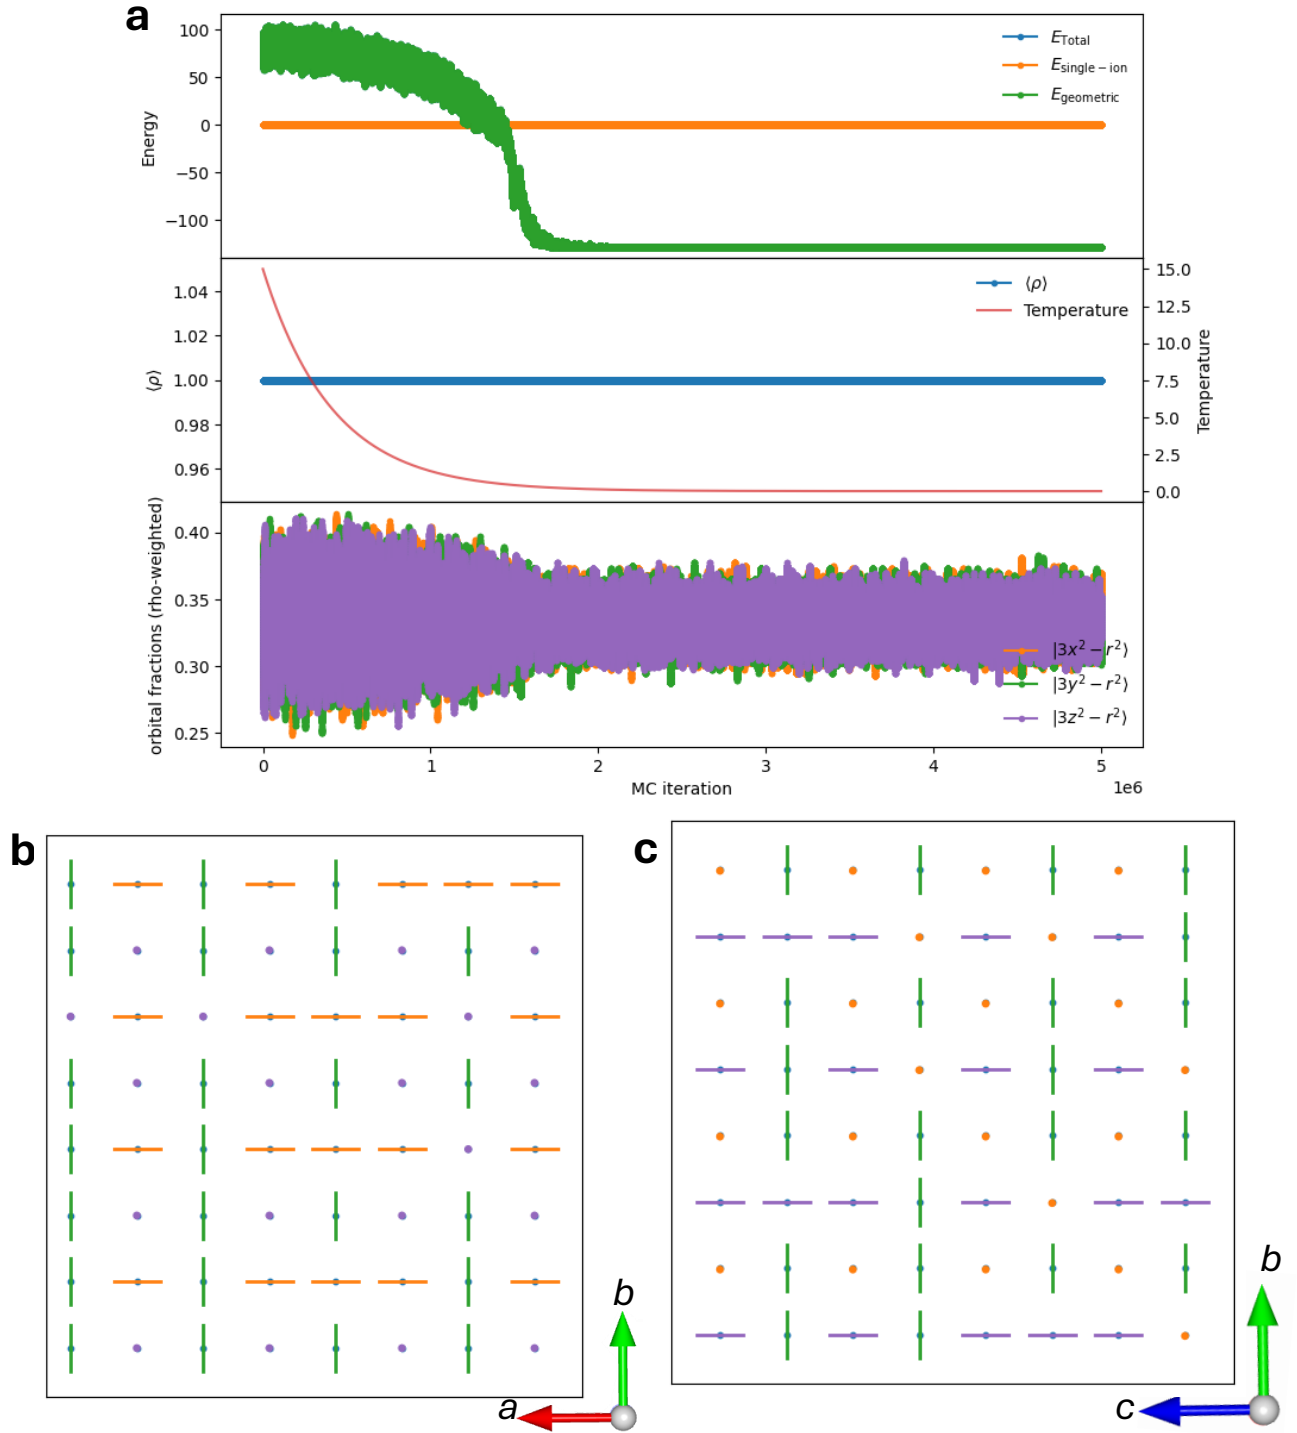 a
100
50
0
−50
−100
Energy
E_Total
E_single−ion
E_geometric
1.04
1.02
1.00
0.98
0.96
⟨ρ⟩
⟨ρ⟩
Temperature
15.0
12.5
10.0
7.5
5.0
2.5
0.0
Temperature
0.40
0.35
0.30
0.25
orbital fractions (rho-weighted)
|3x² − r²⟩
|3y² − r²⟩
|3z² − r²⟩
0 1 2 3 4 5
MC iteration
1e6
b
b
a
c
b
c